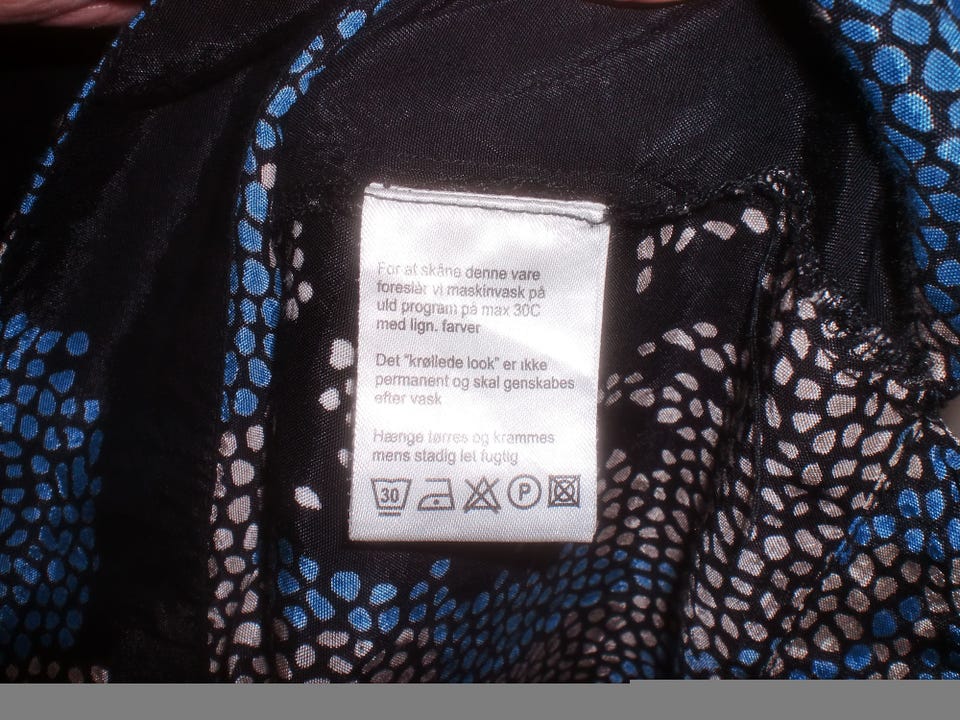 For at skåne denne vare
foreslår vi maskinvask på
uld program på max 30C
med lign. farver
Det "krøllede look" er ikke
permanent og skal genskabes
efter vask
Hænge tørres og krammes
mens stadig let fugtig
30 P